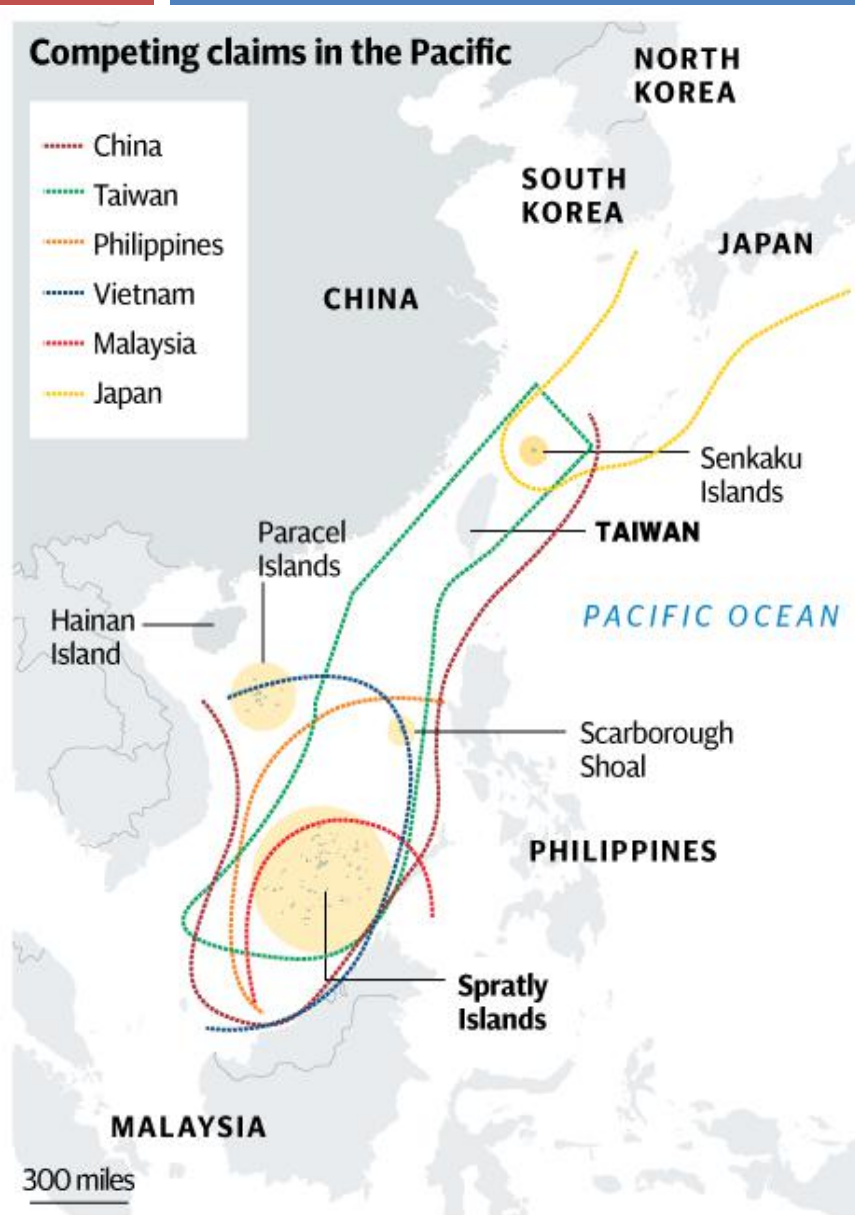 Competing claims in the Pacific
China
Taiwan
Philippines
Vietnam
Malaysia
Japan
NORTH
KOREA
SOUTH
KOREA
JAPAN
CHINA
Senkaku
Islands
TAIWAN
Paracel
Islands
Hainan
Island
PACIFIC OCEAN
Scarborough
Shoal
PHILIPPINES
Spratly
Islands
MALAYSIA
300 miles